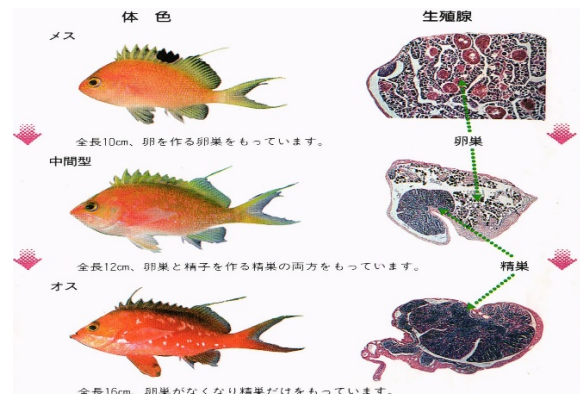 体 色
生殖腺
メス
全長10cm、卵を作る卵巣をもっています。
卵巣
中間型
全長12cm、卵巣と精子を作る精巣の両方をもっています。
精巣
オス
全長16cm、卵巣がなくなり精巣だけをもっています。